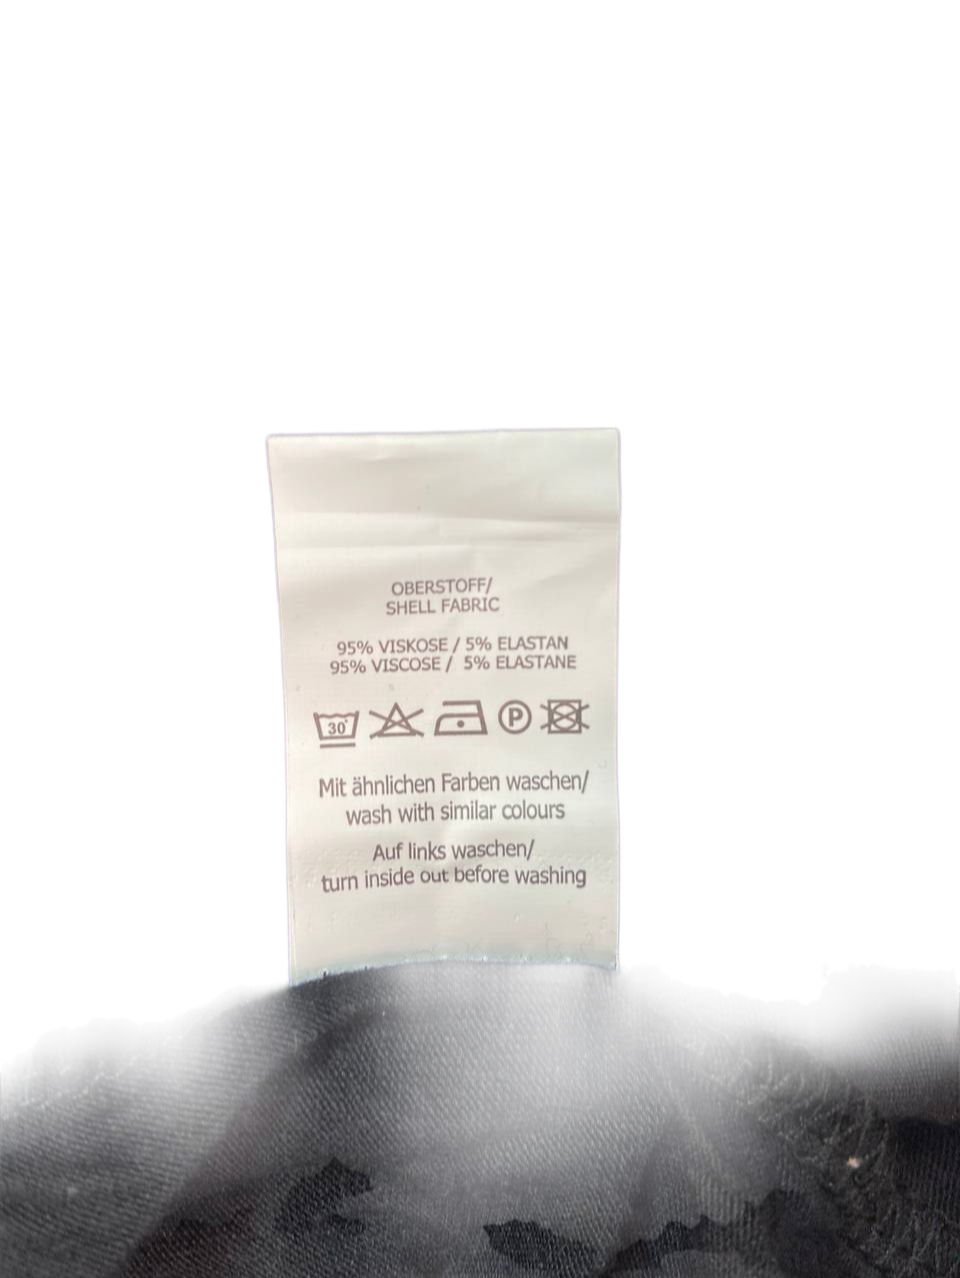 OBERSTOFF/
SHELL FABRIC
95% VISKOSE / 5% ELASTAN
95% VISCOSE / 5% ELASTANE
30° P
Mit ähnlichen Farben waschen/
wash with similar colours
Auf links waschen/
turn inside out before washing